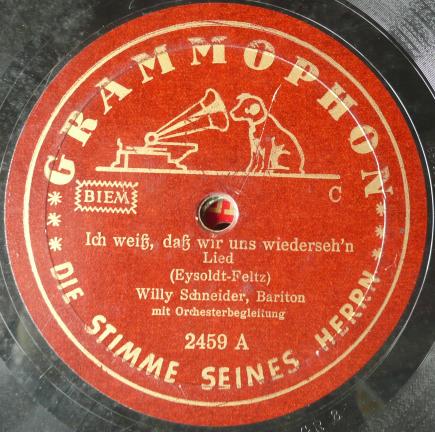 GRAMMOPHON
BIEM
C
Ich weiß, daß wir uns wiederseh'n
Lied
(Eysoldt-Feltz)
Willy Schneider, Bariton
mit Orchesterbegleitung
2459 A
*** DIE STIMME SEINES HERRN ***